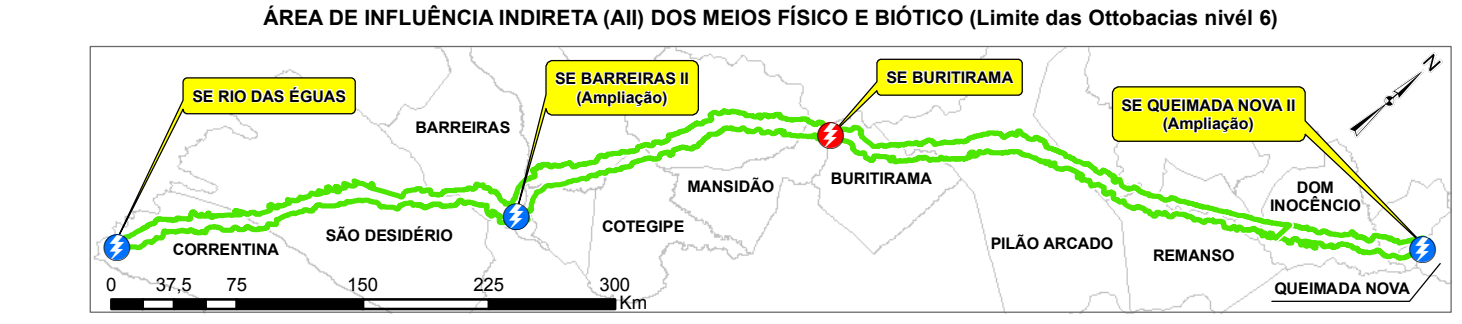 ÁREA DE INFLUÊNCIA INDIRETA (AII) DOS MEIOS FÍSICO E BIÓTICO (Limite das Ottobacias nivél 6)
SE RIO DAS ÉGUAS
SE BARREIRAS II
(Ampliação)
SE BURITIRAMA
SE QUEIMADA NOVA II
(Ampliação)
N
BARREIRAS
MANSIDÃO
BURITIRAMA
DOM
INOCÊNCIO
CORRENTINA
SÃO DESIDÉRIO
COTEGIPE
PILÃO ARCADO
REMANSO
QUEIMADA NOVA
0 37,5 75 150 225 300
Km